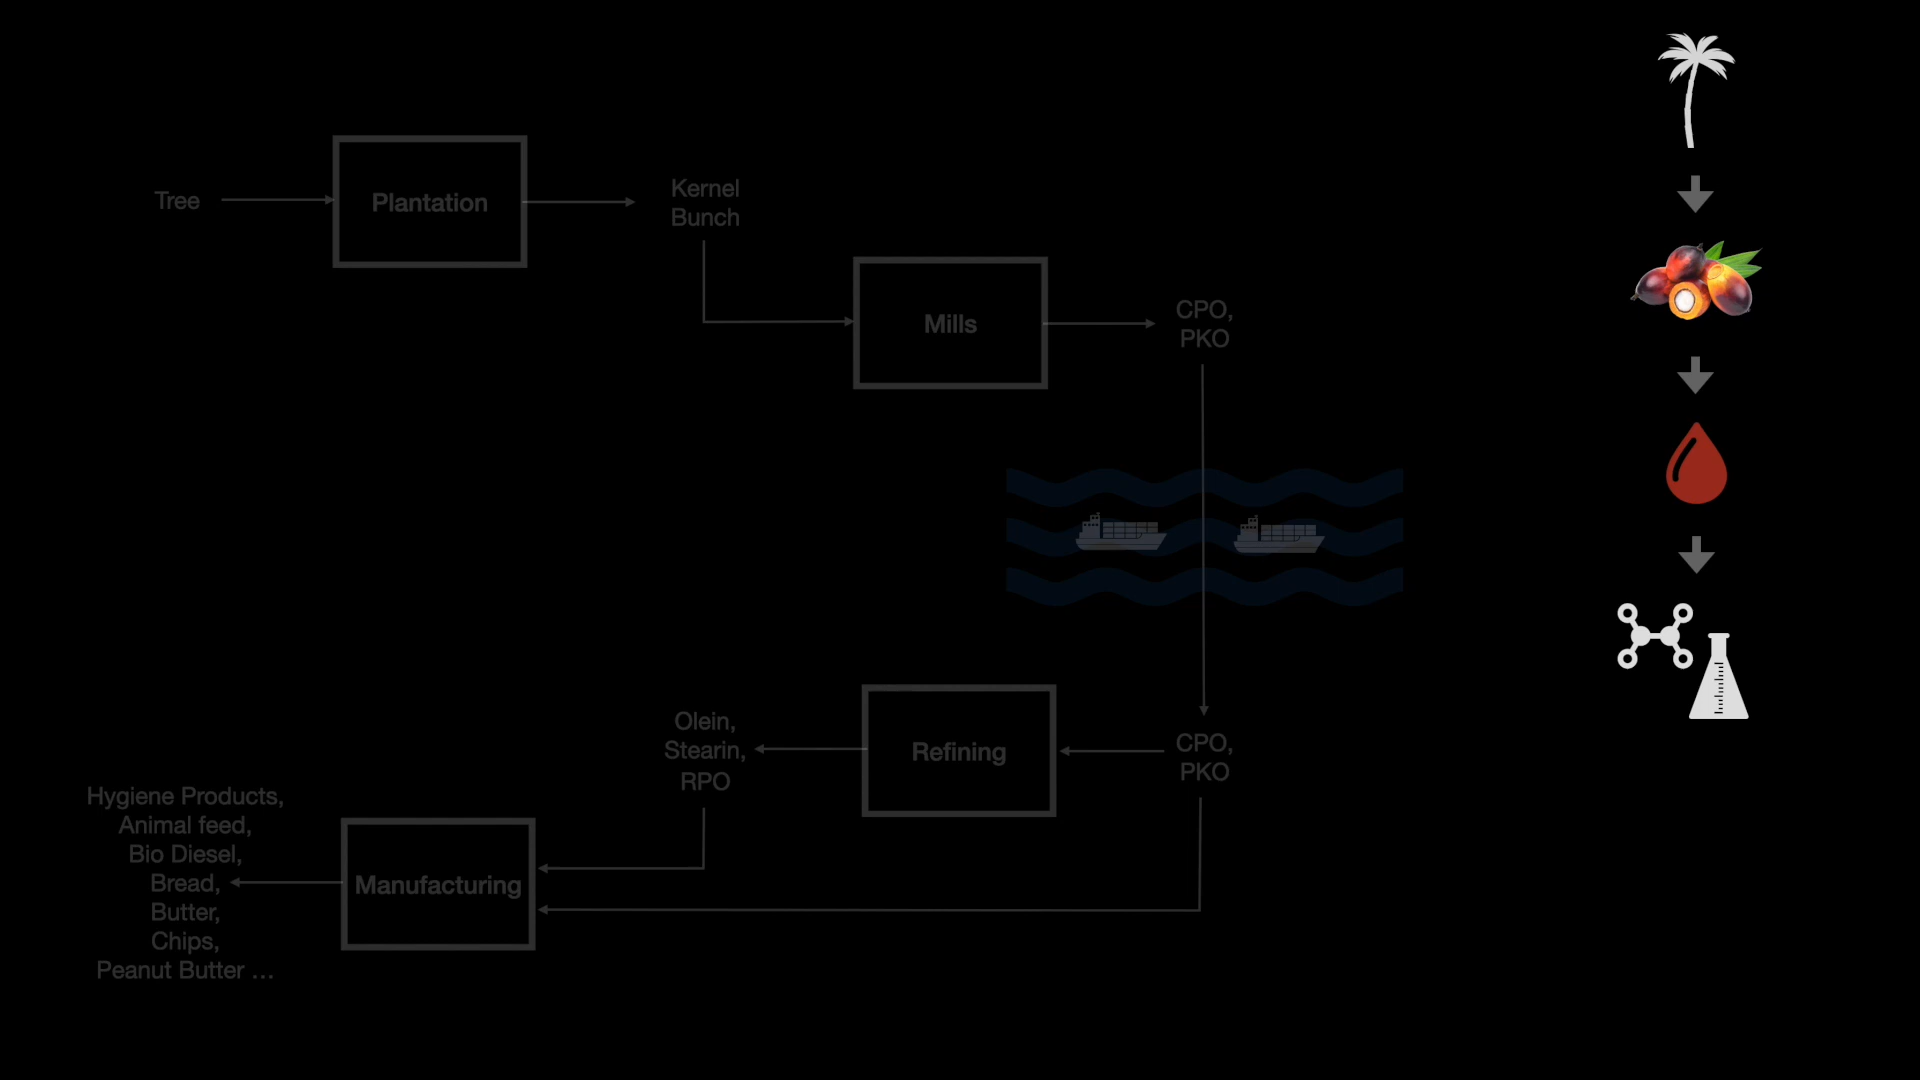 Tree
Plantation
Kernel
Bunch
Mills
CPO,
PKO
CPO,
PKO
Refining
Olein,
Stearin,
RPO
Manufacturing
Hygiene Products,
Animal feed,
Bio Diesel,
Bread,
Butter,
Chips,
Peanut Butter …